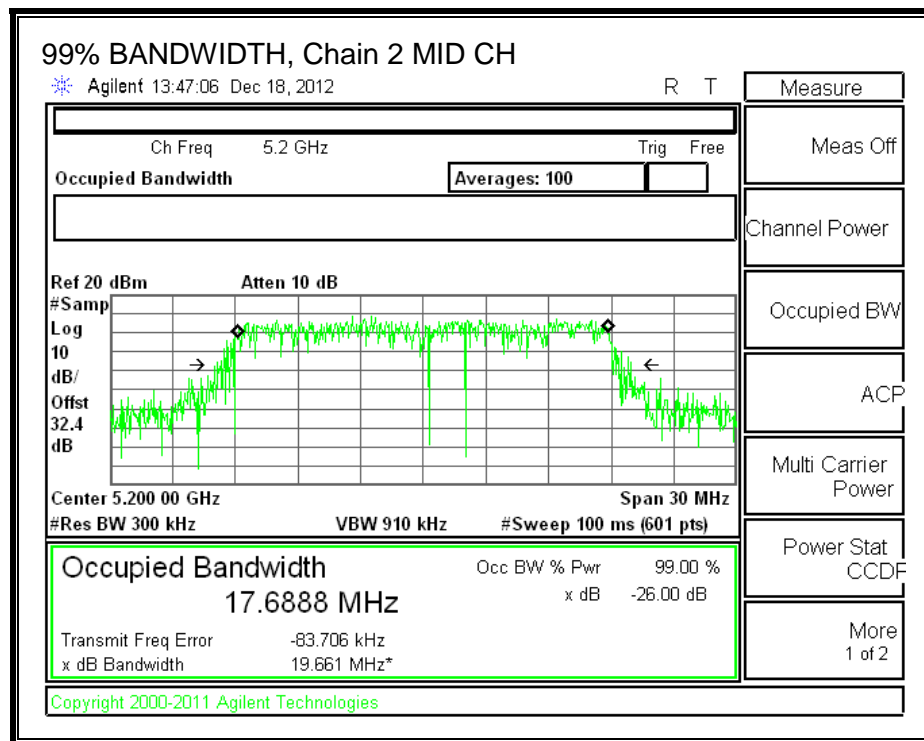 99% BANDWIDTH, Chain 2 MID CH
Agilent 13:47:06 Dec 18, 2012 R T
Measure
Ch Freq 5.2 GHz Trig Free
Meas Off
Occupied Bandwidth Averages: 100
Channel Power
Ref 20 dBm Atten 10 dB
#Samp
Log
10
dB/
Offst
32.4
dB
Occupied BW
ACP
Center 5.200 00 GHz Span 30 MHz
#Res BW 300 kHz VBW 910 kHz #Sweep 100 ms (601 pts)
Multi Carrier
Power
Occupied Bandwidth Occ BW % Pwr 99.00 %
17.6888 MHz x dB -26.00 dB
Transmit Freq Error -83.706 kHz
x dB Bandwidth 19.661 MHz*
Power Stat
CCDF
More
1 of 2
Copyright 2000-2011 Agilent Technologies